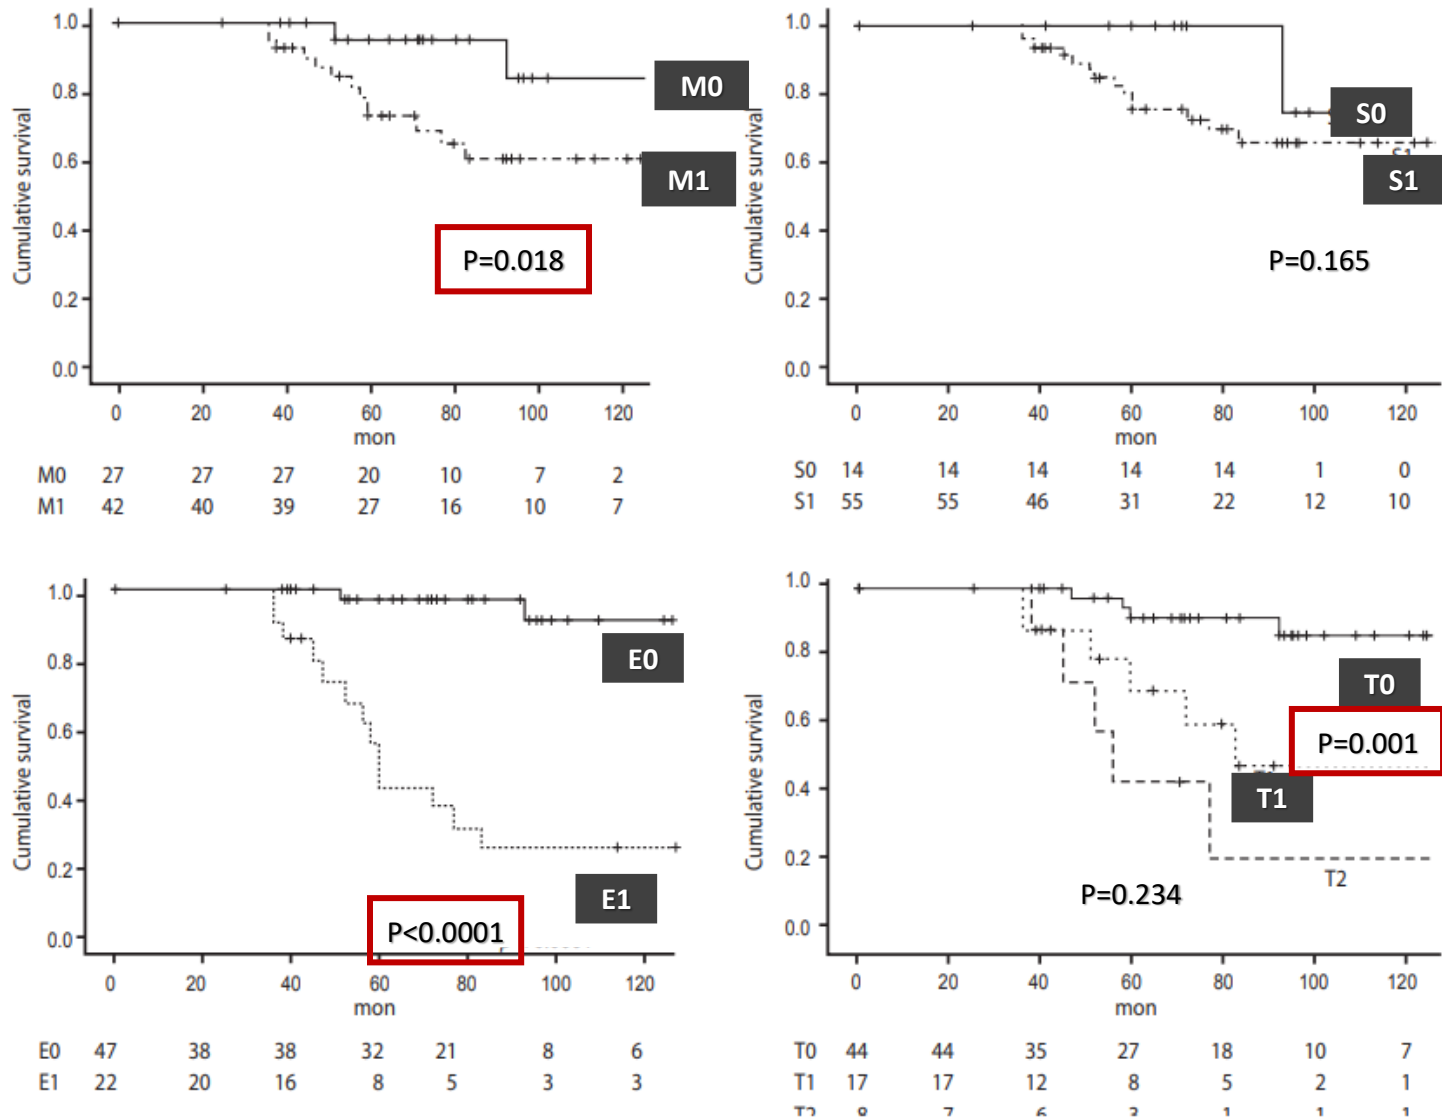 1.0
0.8
0.6
0.4
0.2
0.0
Cumulative survival
M0
M1
P=0.018
0 20 40 60 80 100 120
mon
M0 27 27 27 20 10 7 2
M1 42 40 39 27 16 10 7
1.0
0.8
0.6
0.4
0.2
0.0
Cumulative survival
S0
S1
P=0.165
0 20 40 60 80 100 120
mon
S0 14 14 14 14 14 1 0
S1 55 55 46 31 22 12 10
1.0
0.8
0.6
0.4
0.2
0.0
Cumulative survival
E0
E1
P<0.0001
0 20 40 60 80 100 120
mon
E0 47 38 38 32 21 8 6
E1 22 20 16 8 5 3 3
1.0
0.8
0.6
0.4
0.2
0.0
Cumulative survival
T0
P=0.001
T1
T2
P=0.234
0 20 40 60 80 100 120
mon
T0 44 44 35 27 18 10 7
T1 17 17 12 8 5 2 1
T2 8 7 6 3 1 1 1